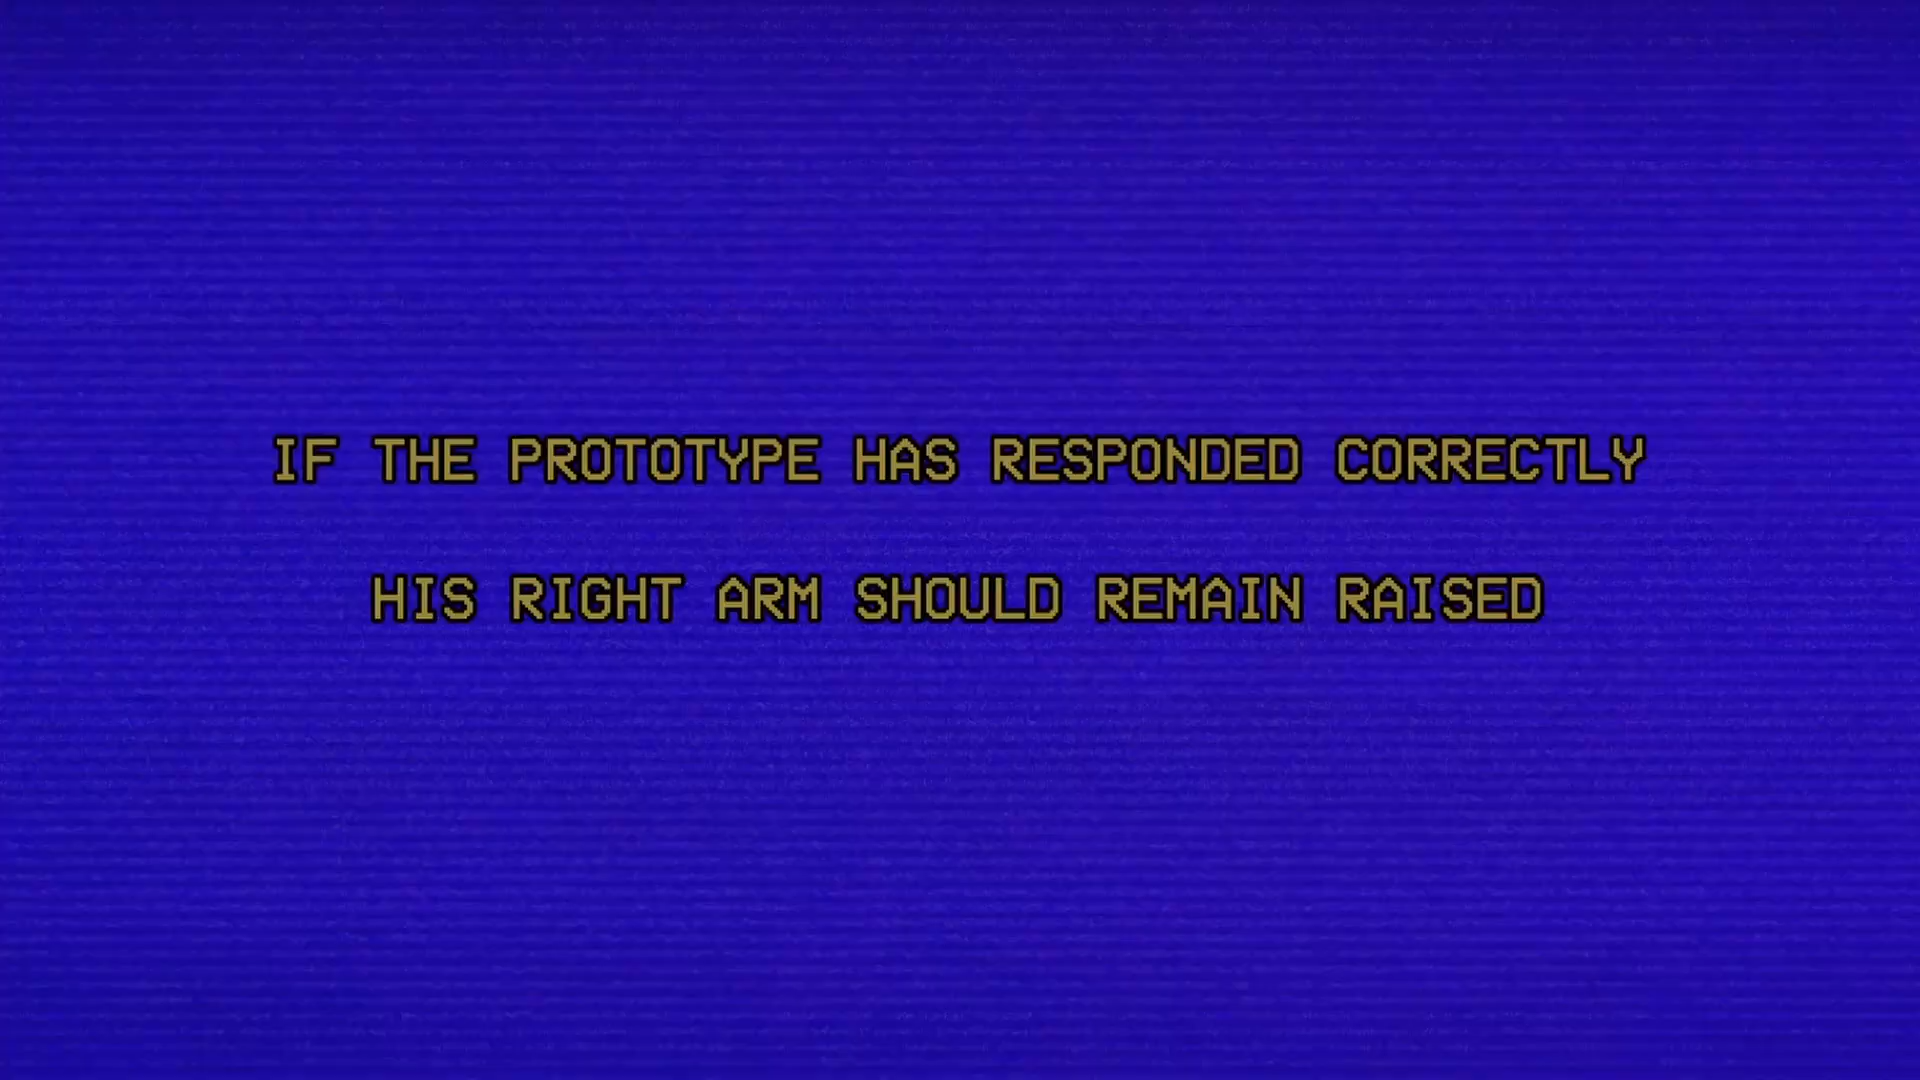 IF THE PROTOTYPE HAS RESPONDED CORRECTLY
HIS RIGHT ARM SHOULD REMAIN RAISED